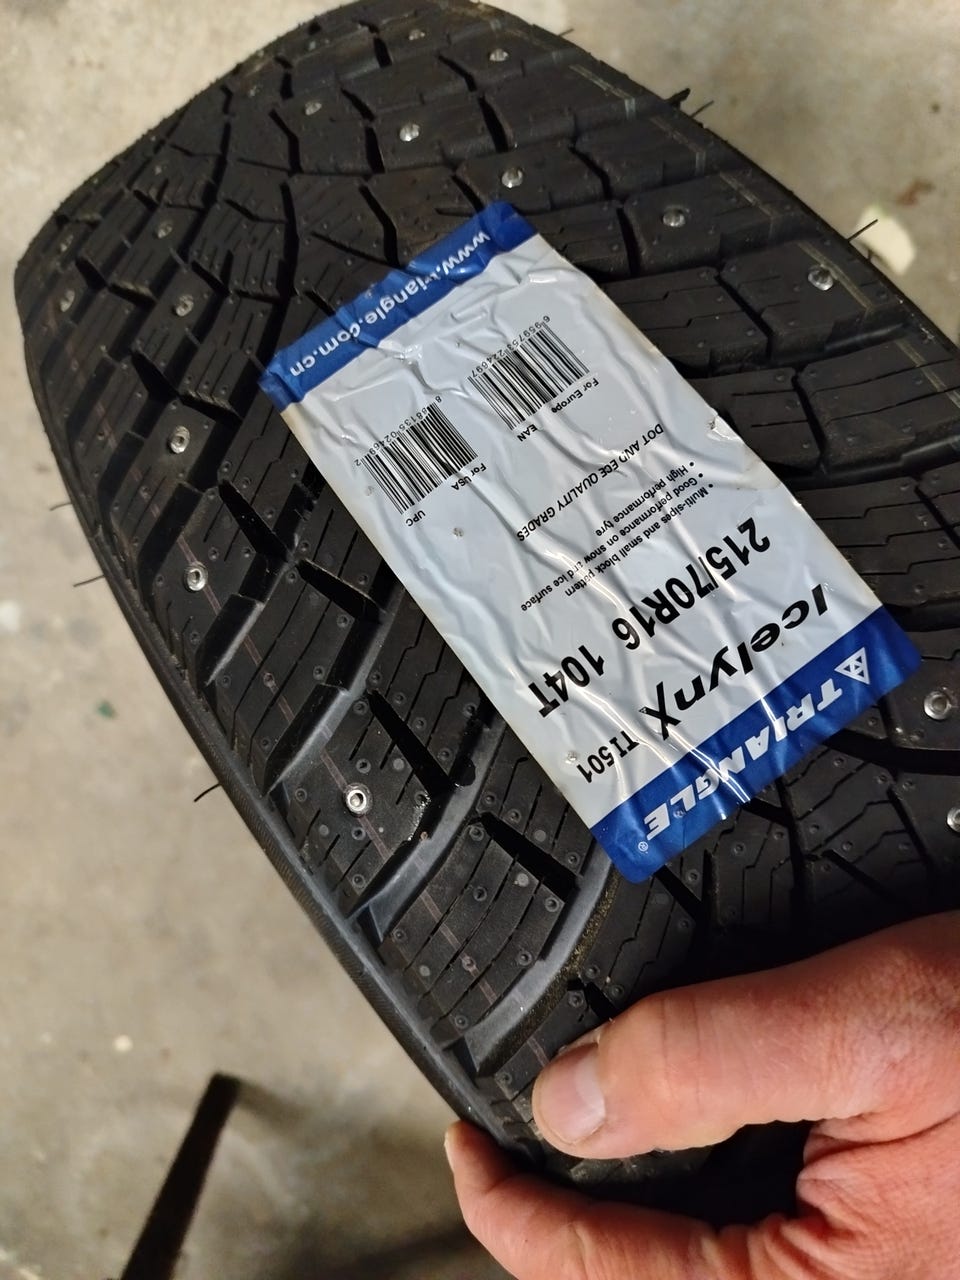 TRIANGLE®
IcelynX TI501
215/70R16 104T
• Multi-sipes and small block pattern
• Good performance on snow and ice surface
• High performance tyre
DOT AND ECE QUALITY GRADES
For Europe
EAN
For USA
UPC
www.triangle.com.cn